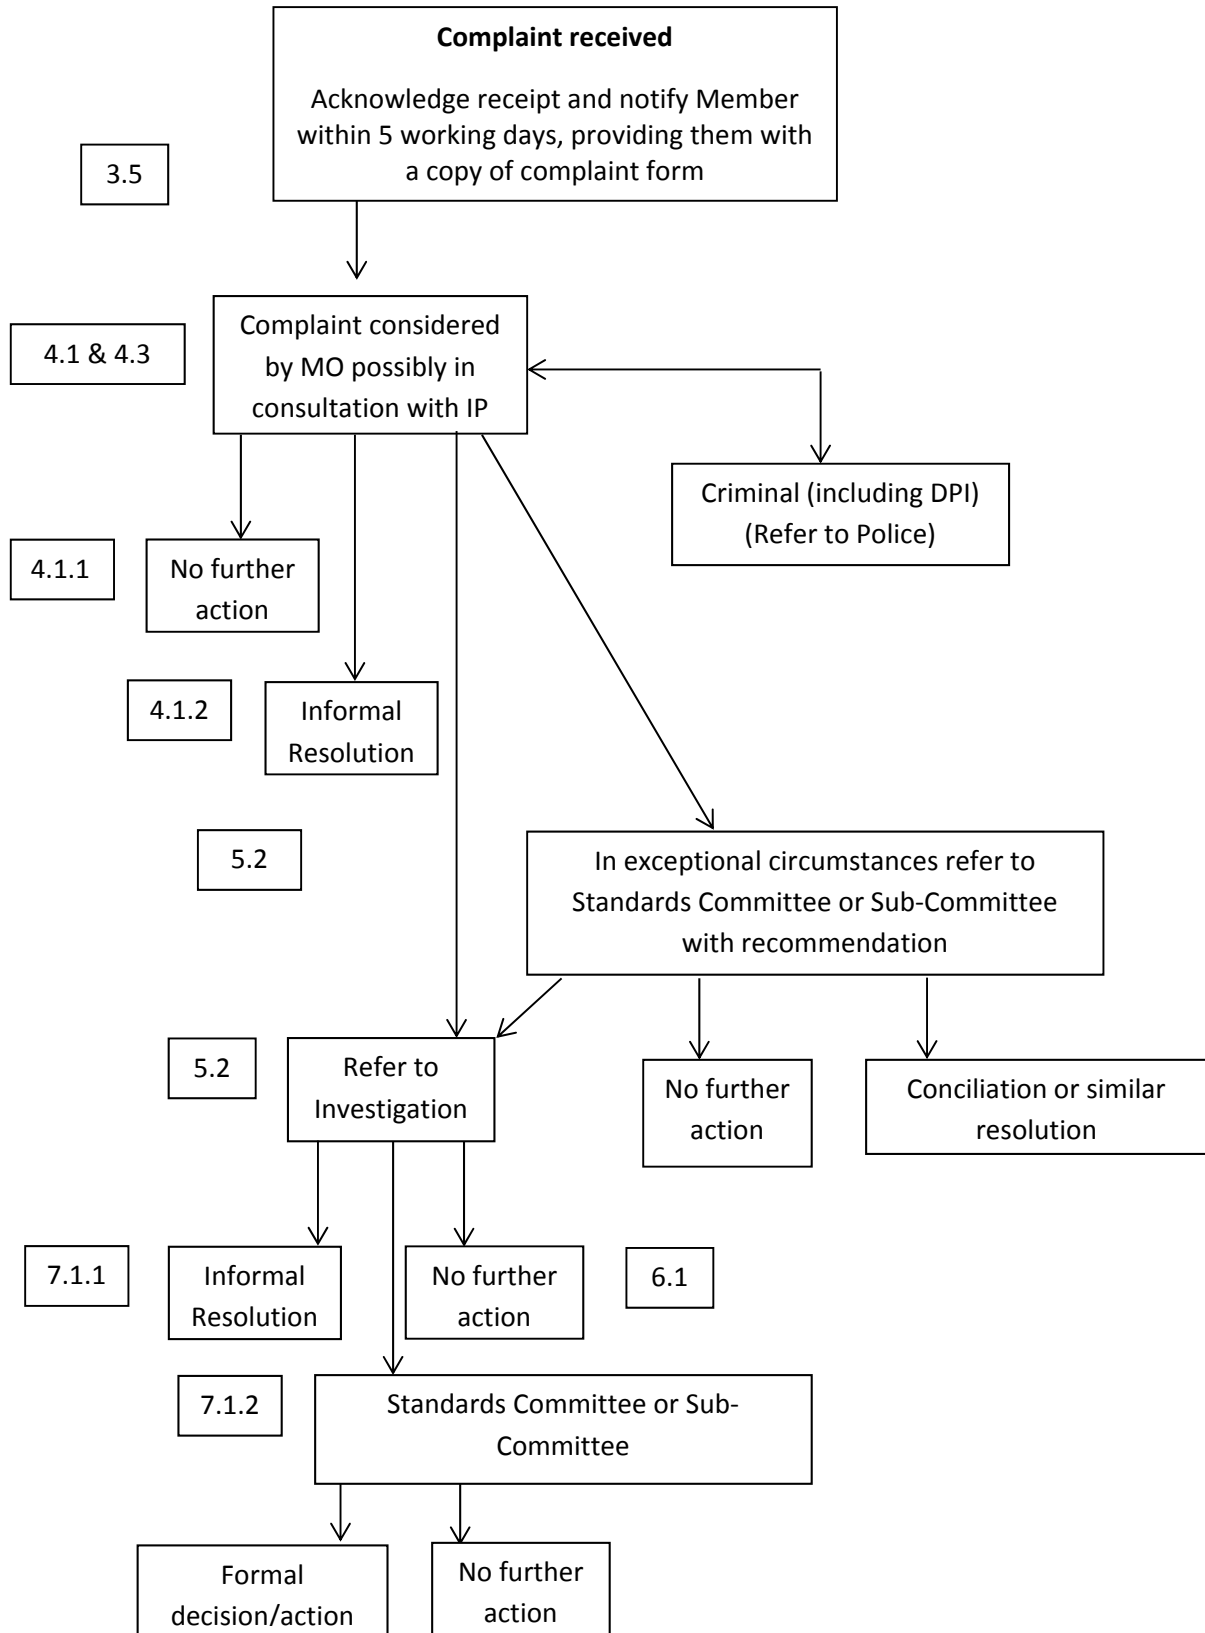 Complaint received
Acknowledge receipt and notify Member
within 5 working days, providing them with
a copy of complaint form
3.5
4.1 & 4.3
Complaint considered
by MO possibly in
consultation with IP
Criminal (including DPI)
(Refer to Police)
4.1.1
No further
action
4.1.2
Informal
Resolution
5.2
In exceptional circumstances refer to
Standards Committee or Sub-Committee
with recommendation
5.2
Refer to
Investigation
No further
action
Conciliation or similar
resolution
7.1.1
Informal
Resolution
No further
action
6.1
7.1.2
Standards Committee or Sub-
Committee
Formal
decision/action
No further
action